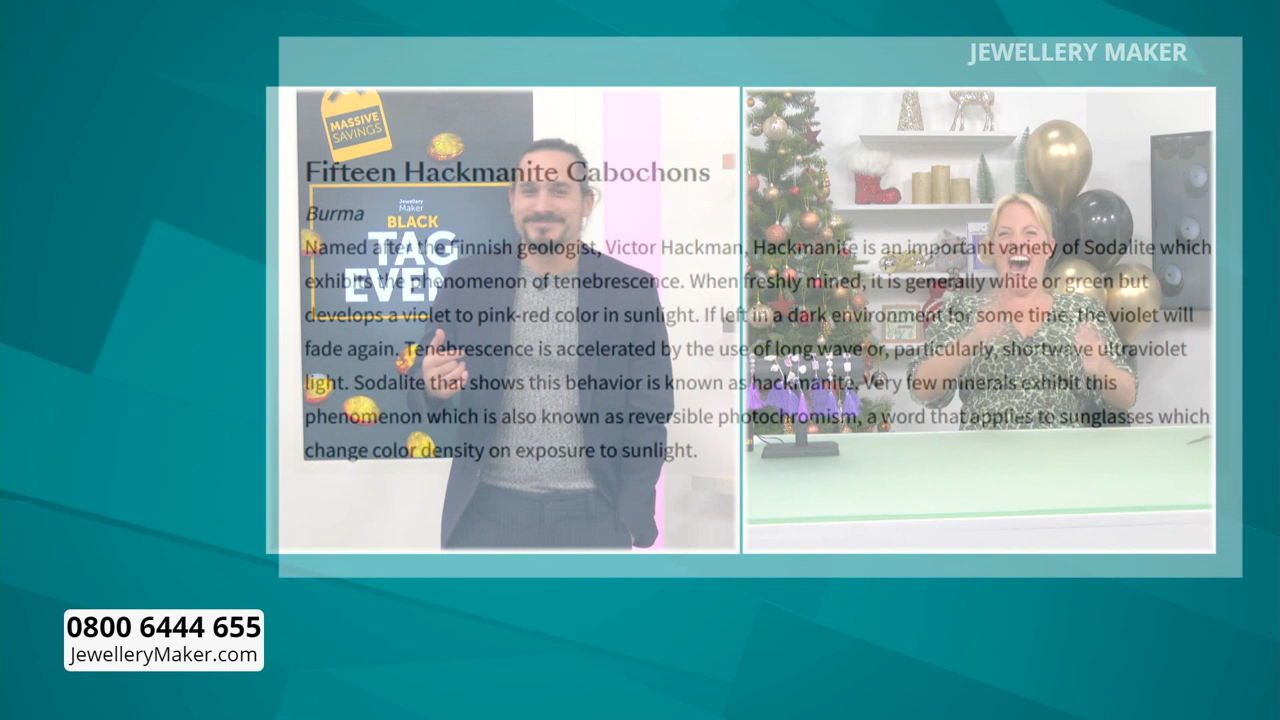 JEWELLERY MAKER
MASSIVE
SAVINGS
Fifteen Hackmanite Cabochons
Jewellery
Maker
BLACK
TAG
Burma
Named after the Finnish geologist, Victor Hackman, Hackmanite is an important variety of Sodalite which
exhibits the phenomenon of tenebrescence. When freshly mined, it is generally white or green but
develops a violet to pink-red color in sunlight. If left in a dark environment for some time, the violet will
fade again. Tenebrescence is accelerated by the use of long wave or, particularly, shortwave ultraviolet
light. Sodalite that shows this behavior is known as hackmanite. Very few minerals exhibit this
phenomenon which is also known as reversible photochromism, a word that applies to sunglasses which
change color density on exposure to sunlight.
0800 6444 655
JewelleryMaker.com